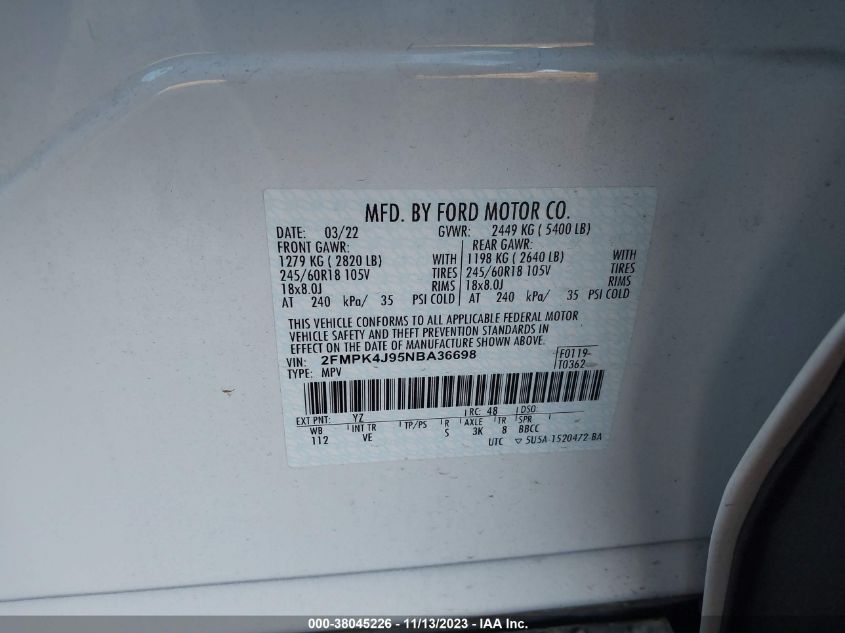 MFD. BY FORD MOTOR CO.
DATE: 03/22 GVWR: 2449 KG ( 5400 LB)
FRONT GAWR: REAR GAWR:
1279 KG ( 2820 LB) WITH 1198 KG ( 2640 LB) WITH
245/60R18 105V TIRES 245/60R18 105V TIRES
18x8.0J RIMS 18x8.0J RIMS
AT 240 kPa/ 35 PSI COLD AT 240 kPa/ 35 PSI COLD
THIS VEHICLE CONFORMS TO ALL APPLICABLE FEDERAL MOTOR
VEHICLE SAFETY AND THEFT PREVENTION STANDARDS IN
EFFECT ON THE DATE OF MANUFACTURE SHOWN ABOVE.
VIN: 2FMPK4J95NBA36698 F0119
TYPE: MPV T0362
EXT PNT: YZ RC: 48 DSO:
WB INT TR TP/PS R AXLE TR SPR
112 VE S 3K 8 BBCC
UTC ▽ 5U5A-1520472-BA
000-38045226 - 11/13/2023 - IAA Inc.